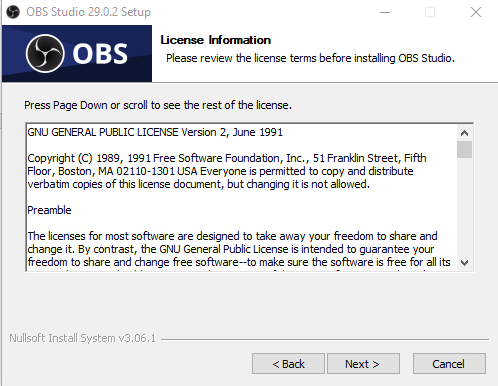 OBS Studio 29.0.2 Setup
OBS
License Information
Please review the license terms before installing OBS Studio.
Press Page Down or scroll to see the rest of the license.
GNU GENERAL PUBLIC LICENSE Version 2, June 1991
Copyright (C) 1989, 1991 Free Software Foundation, Inc., 51 Franklin Street, Fifth
Floor, Boston, MA 02110-1301 USA Everyone is permitted to copy and distribute
verbatim copies of this license document, but changing it is not allowed.
Preamble
The licenses for most software are designed to take away your freedom to share and
change it. By contrast, the GNU General Public License is intended to guarantee your
freedom to share and change free software--to make sure the software is free for all its
Nullsoft Install System v3.06.1
< Back
Next >
Cancel